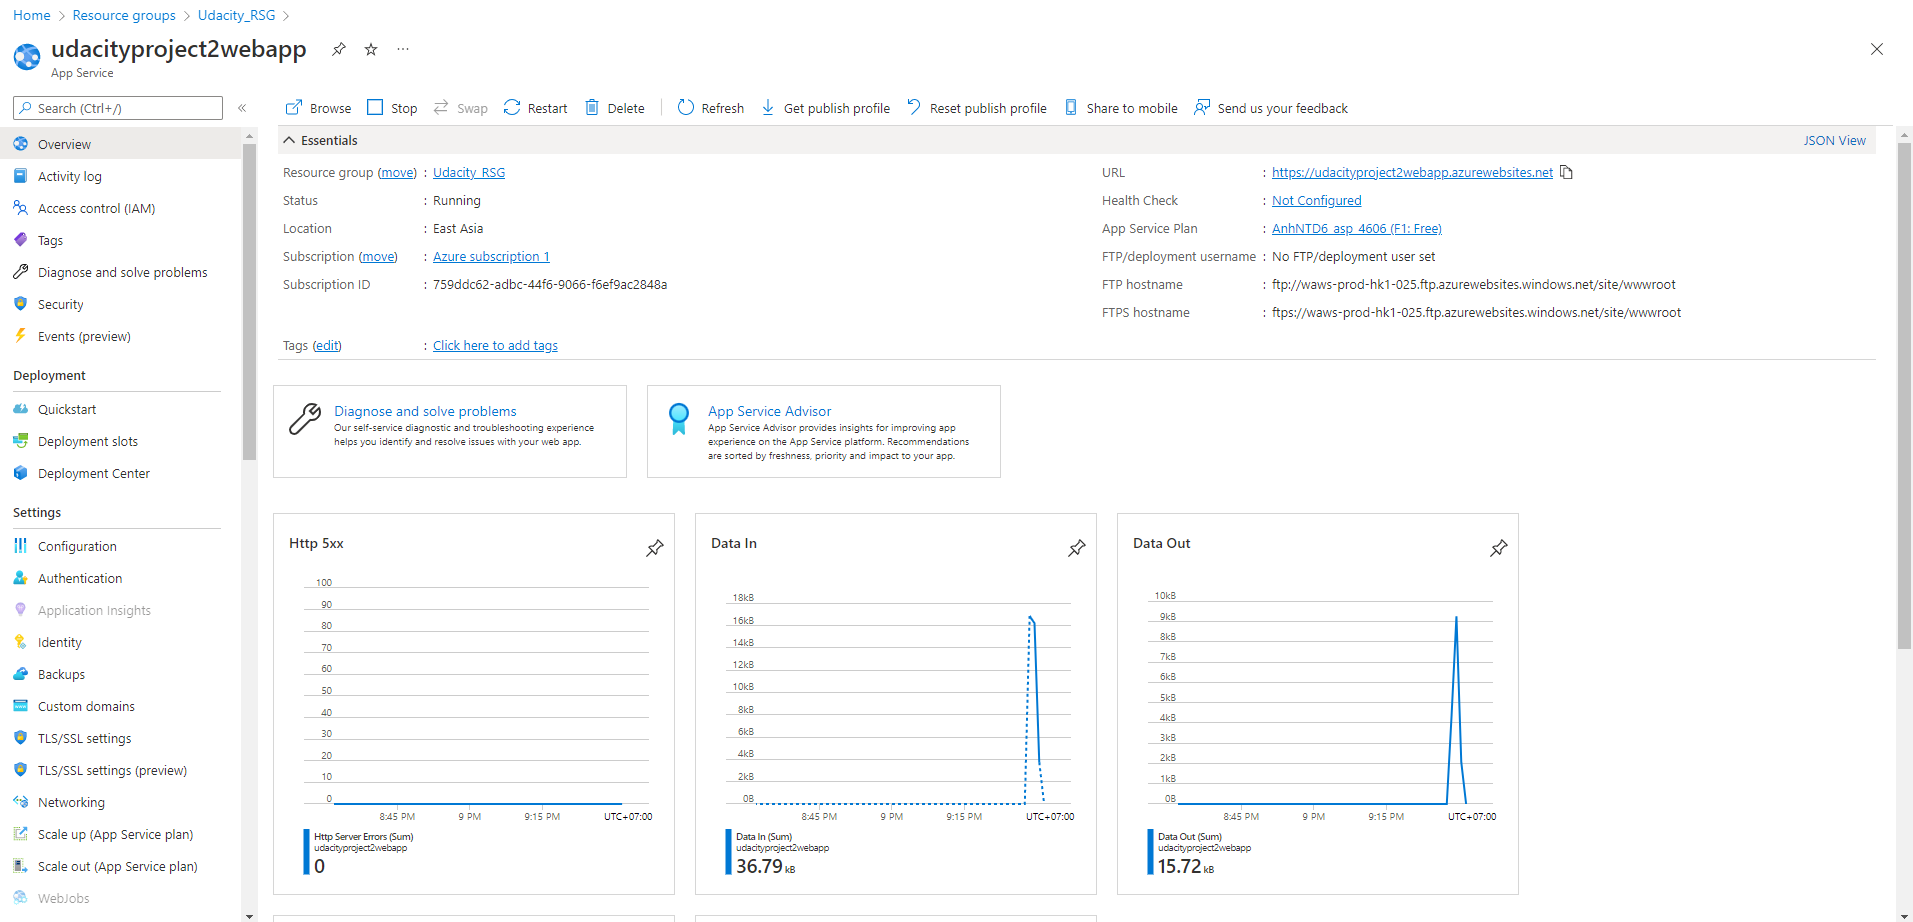 Home > Resource groups > Udacity_RSG >
udacityproject2webapp
App Service
Search (Ctrl+/)
Overview
Activity log
Access control (IAM)
Tags
Diagnose and solve problems
Security
Events (preview)
Deployment
Quickstart
Deployment slots
Deployment Center
Settings
Configuration
Authentication
Application Insights
Identity
Backups
Custom domains
TLS/SSL settings
TLS/SSL settings (preview)
Networking
Scale up (App Service plan)
Scale out (App Service plan)
WebJobs
Browse Stop Swap Restart Delete Refresh Get publish profile Reset publish profile Share to mobile Send us your feedback
Essentials JSON View
Resource group (move) : Udacity_RSG
Status : Running
Location : East Asia
Subscription (move) : Azure subscription 1
Subscription ID : 759ddc62-adbc-44f6-9066-f6ef9ac2848a
Tags (edit) : Click here to add tags
URL : https://udacityproject2webapp.azurewebsites.net
Health Check : Not Configured
App Service Plan : AnhNTD6_asp_4606 (F1: Free)
FTP/deployment username : No FTP/deployment user set
FTP hostname : ftp://waws-prod-hk1-025.ftp.azurewebsites.windows.net/site/wwwroot
FTPS hostname : ftps://waws-prod-hk1-025.ftp.azurewebsites.windows.net/site/wwwroot
Diagnose and solve problems
Our self-service diagnostic and troubleshooting experience
helps you identify and resolve issues with your web app.
App Service Advisor
App Service Advisor provides insights for improving app
experience on the App Service platform. Recommendations
are sorted by freshness, priority and impact to your app.
Http 5xx
100
90
80
70
60
50
40
30
20
10
0
8:45 PM 9 PM 9:15 PM UTC+07:00
Http Server Errors (Sum)
udacityproject2webapp
0
Data In
18kB
16kB
14kB
12kB
10kB
8kB
6kB
4kB
2kB
0B
8:45 PM 9 PM 9:15 PM UTC+07:00
Data In (Sum)
udacityproject2webapp
36.79 kB
Data Out
10kB
9kB
8kB
7kB
6kB
5kB
4kB
3kB
2kB
1kB
0B
8:45 PM 9 PM 9:15 PM UTC+07:00
Data Out (Sum)
udacityproject2webapp
15.72 kB